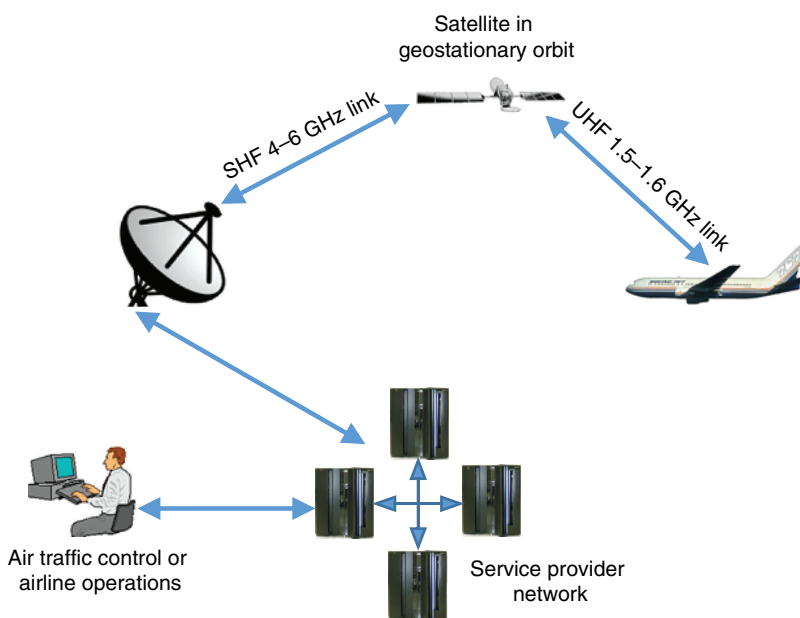 Satellite in
geostationary orbit
SHF 4–6 GHz link
UHF 1.5–1.6 GHz link
Air traffic control or
airline operations
Service provider
network